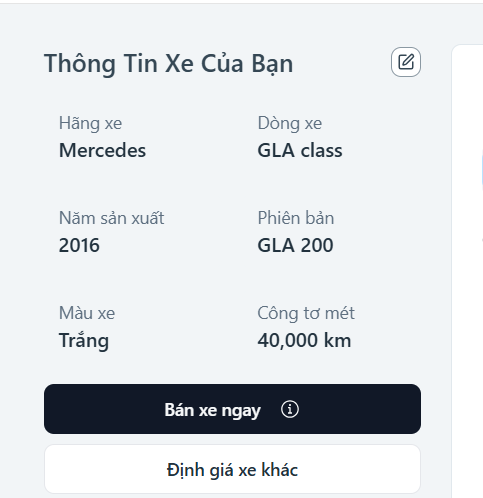 Thông Tin Xe Của Bạn
Hãng xe
Dòng xe
Mercedes
GLA class
Năm sản xuất
Phiên bản
2016
GLA 200
Màu xe
Công tơ mét
Trắng
40,000 km
Bán xe ngay
Định giá xe khác